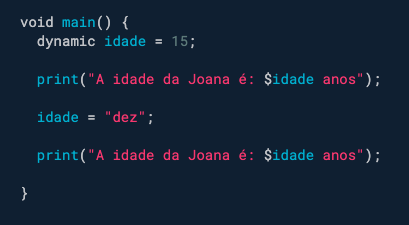 void main() {
  dynamic idade = 15;
  print("A idade da Joana é: $idade anos");
  idade = "dez";
  print("A idade da Joana é: $idade anos");
}